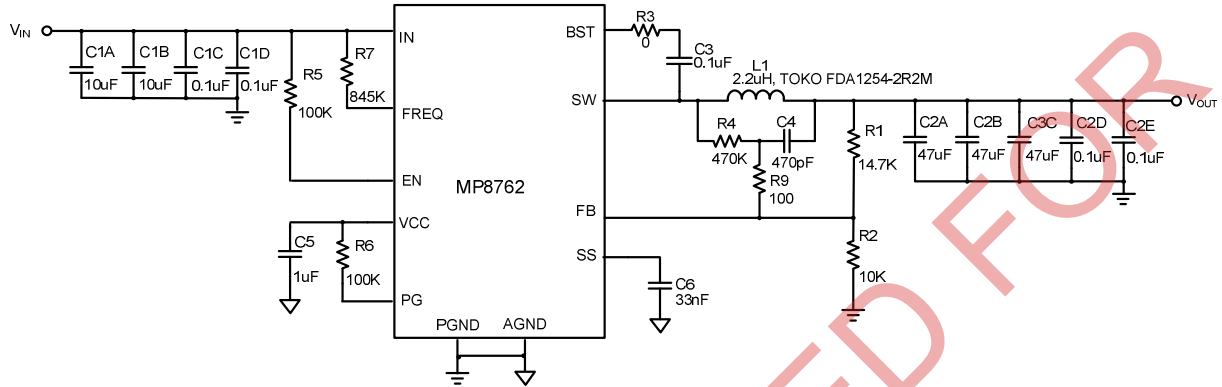 VIN
C1A
10uF
C1B
10uF
C1C
0.1uF
C1D
0.1uF
R5
100K
R7
845K
IN
FREQ
EN
VCC
PG
C5
1uF
R6
100K
MP8762
PGND
AGND
BST
SW
FB
SS
R3
0
C3
0.1uF
L1
2.2uH, TOKO FDA1254-2R2M
R4
470K
C4
470pF
R9
100
R1
14.7K
R2
10K
C6
33nF
C2A
47uF
C2B
47uF
C3C
47uF
C2D
0.1uF
C2E
0.1uF
VOUT
ED FOR